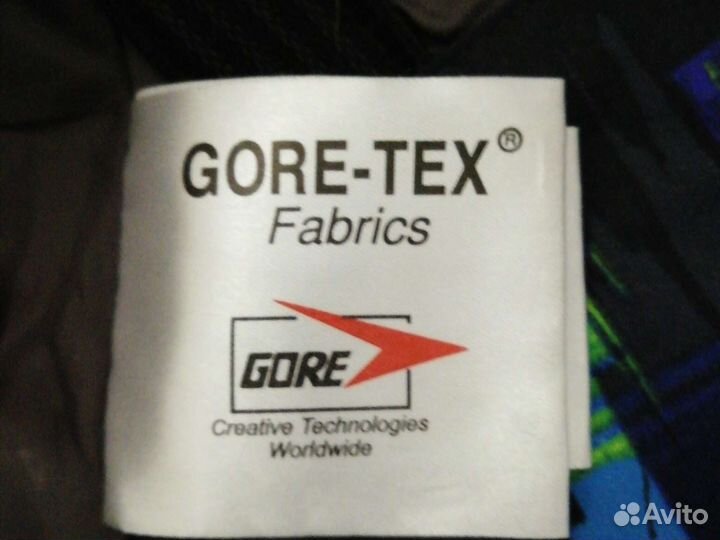 GORE-TEX®
Fabrics
GORE
Creative Technologies
Worldwide
Avito